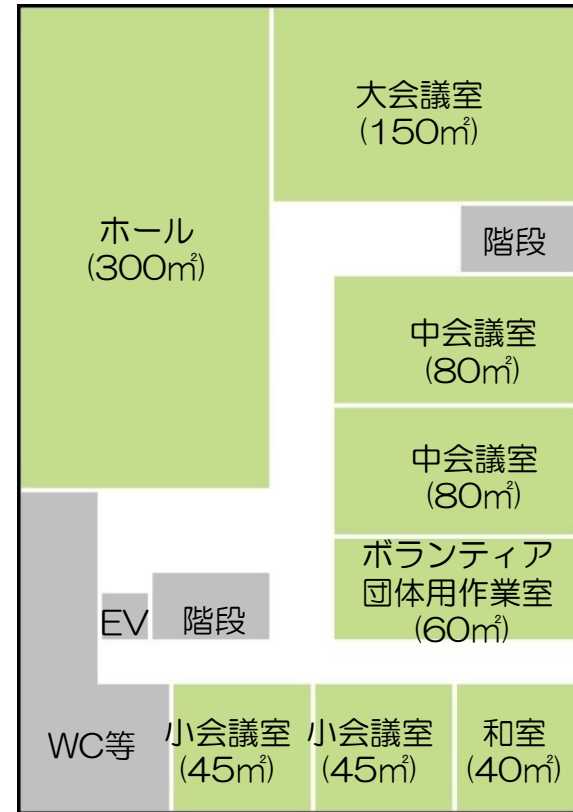 大会議室
(150㎡)
ホール
(300㎡)
階段
中会議室
(80㎡)
中会議室
(80㎡)
ボランティア
団体用作業室
(60㎡)
EV
階段
WC等
小会議室
(45㎡)
小会議室
(45㎡)
和室
(40㎡)